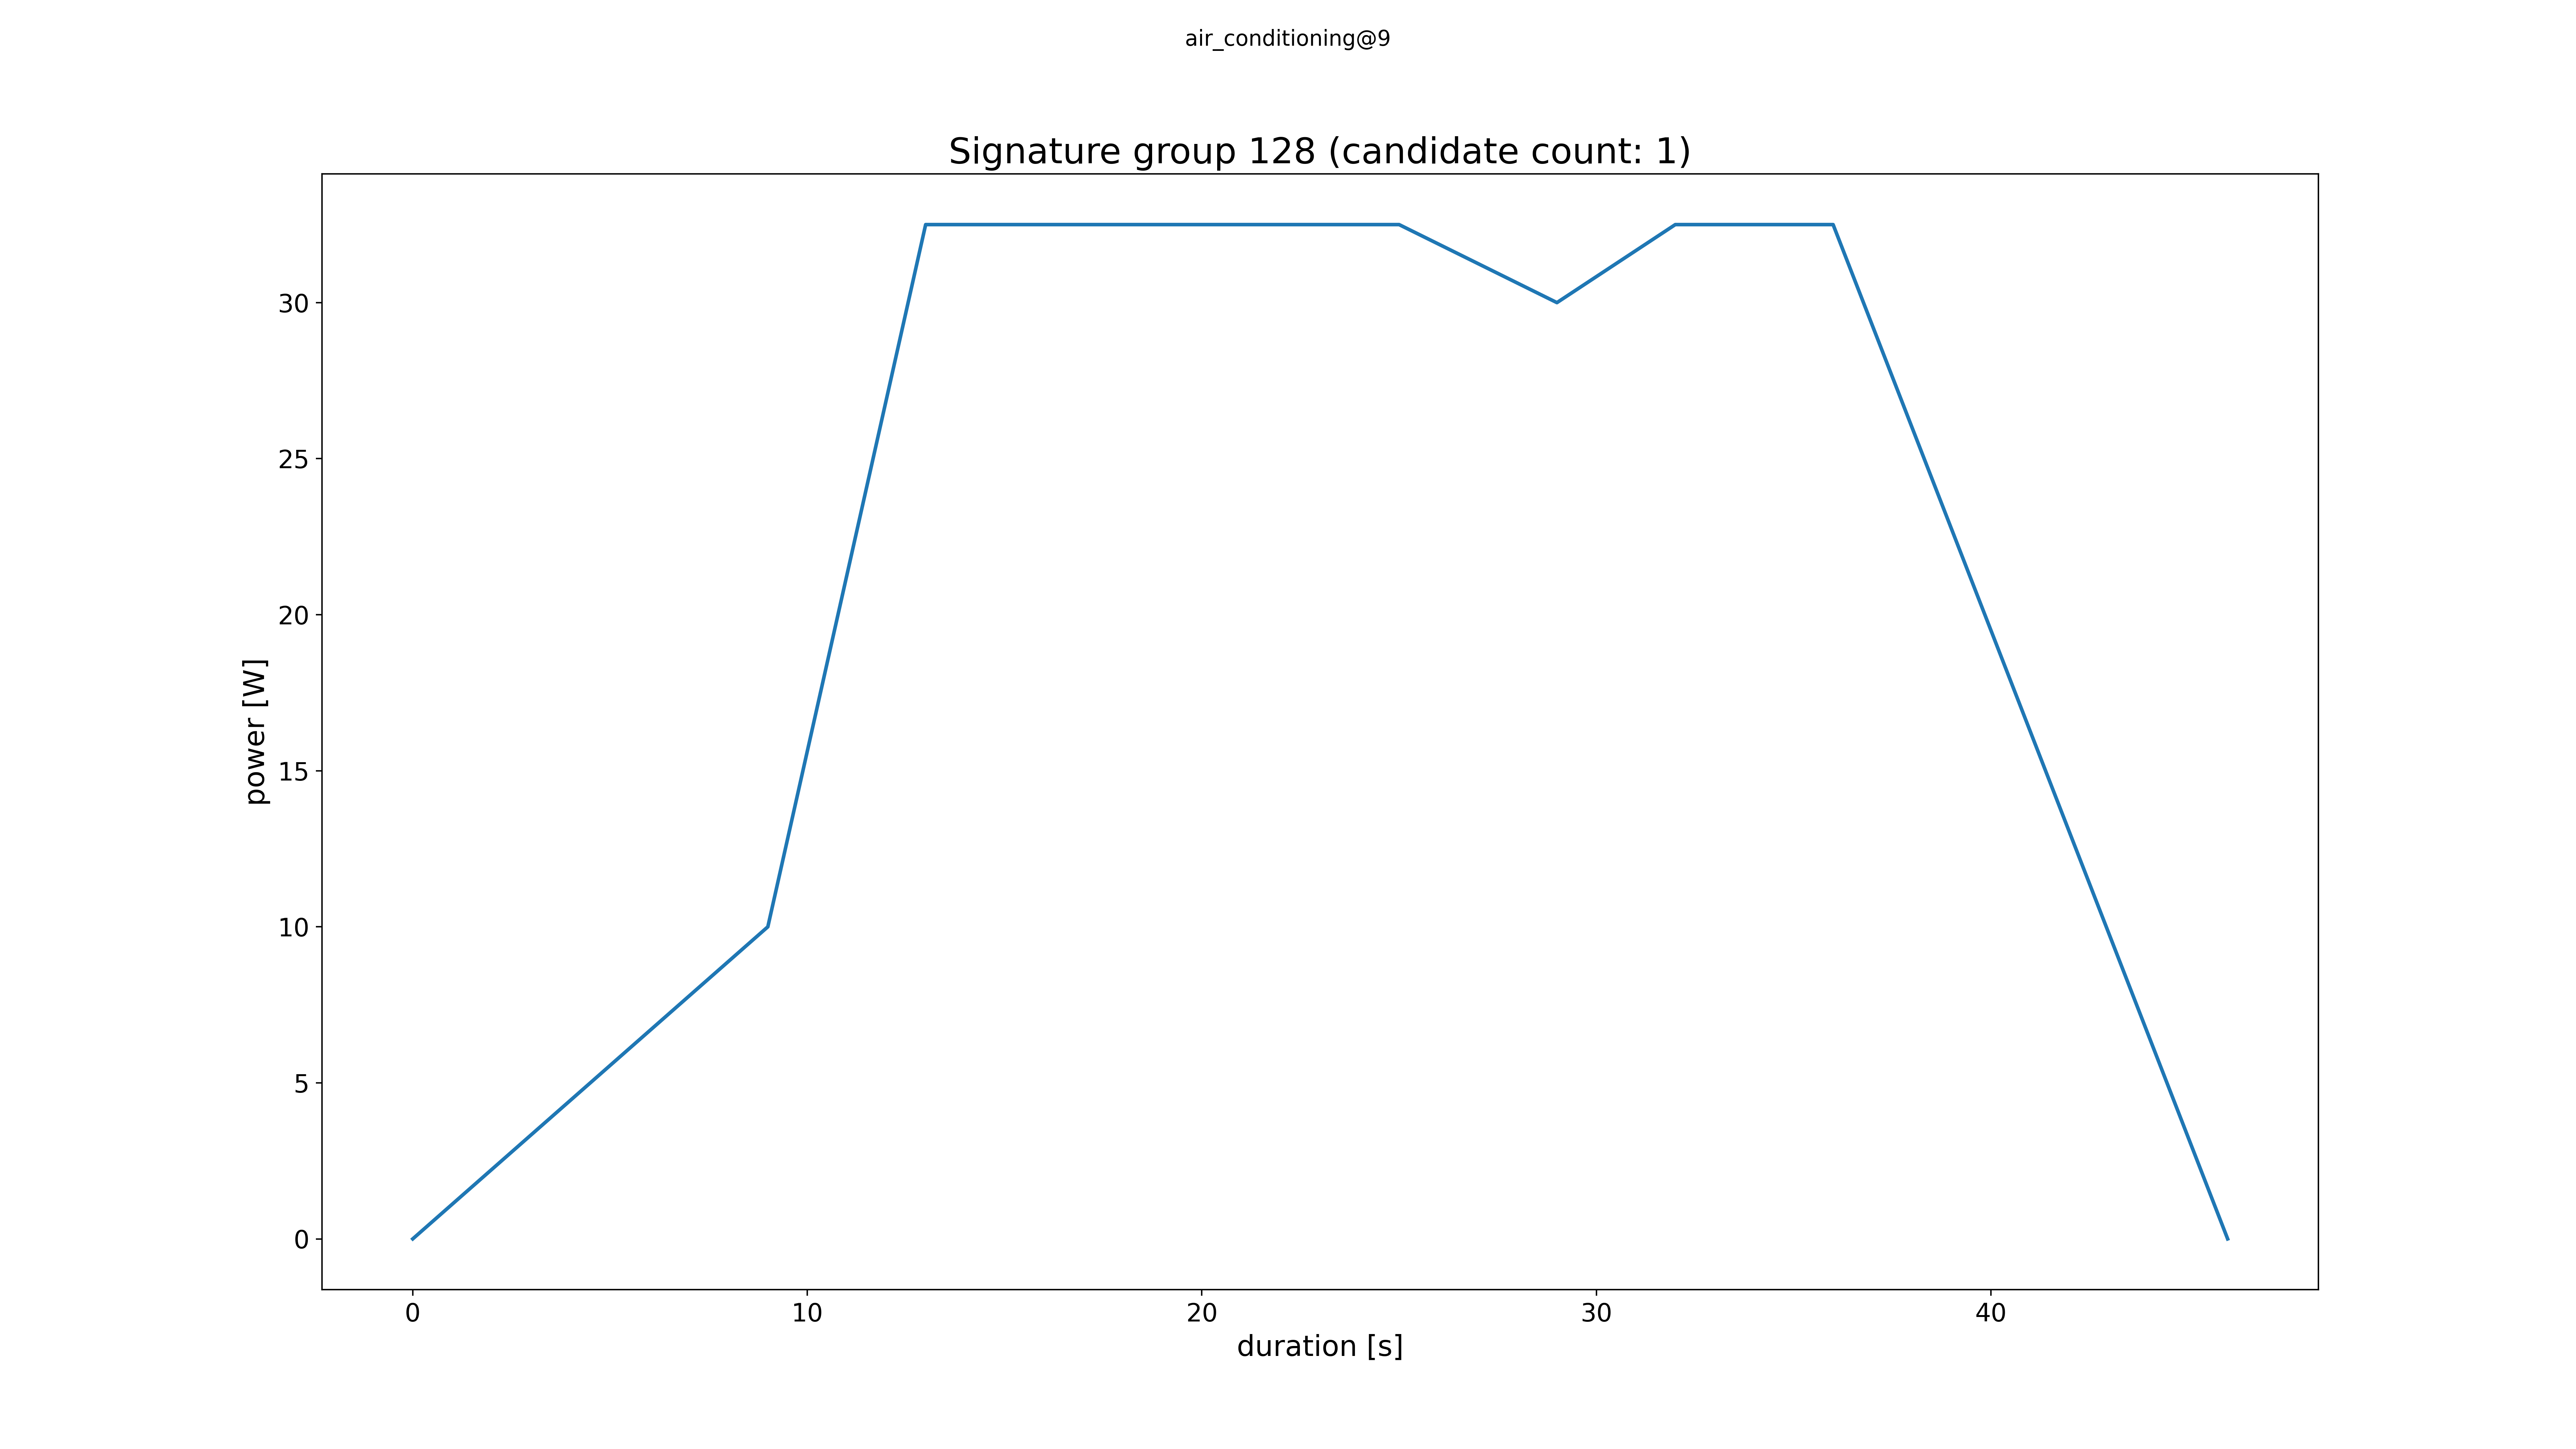 air_conditioning@9
Signature group 128 (candidate count: 1)
power [W]
30
25
20
15
10
5
0
0 10 20 30 40
duration [s]